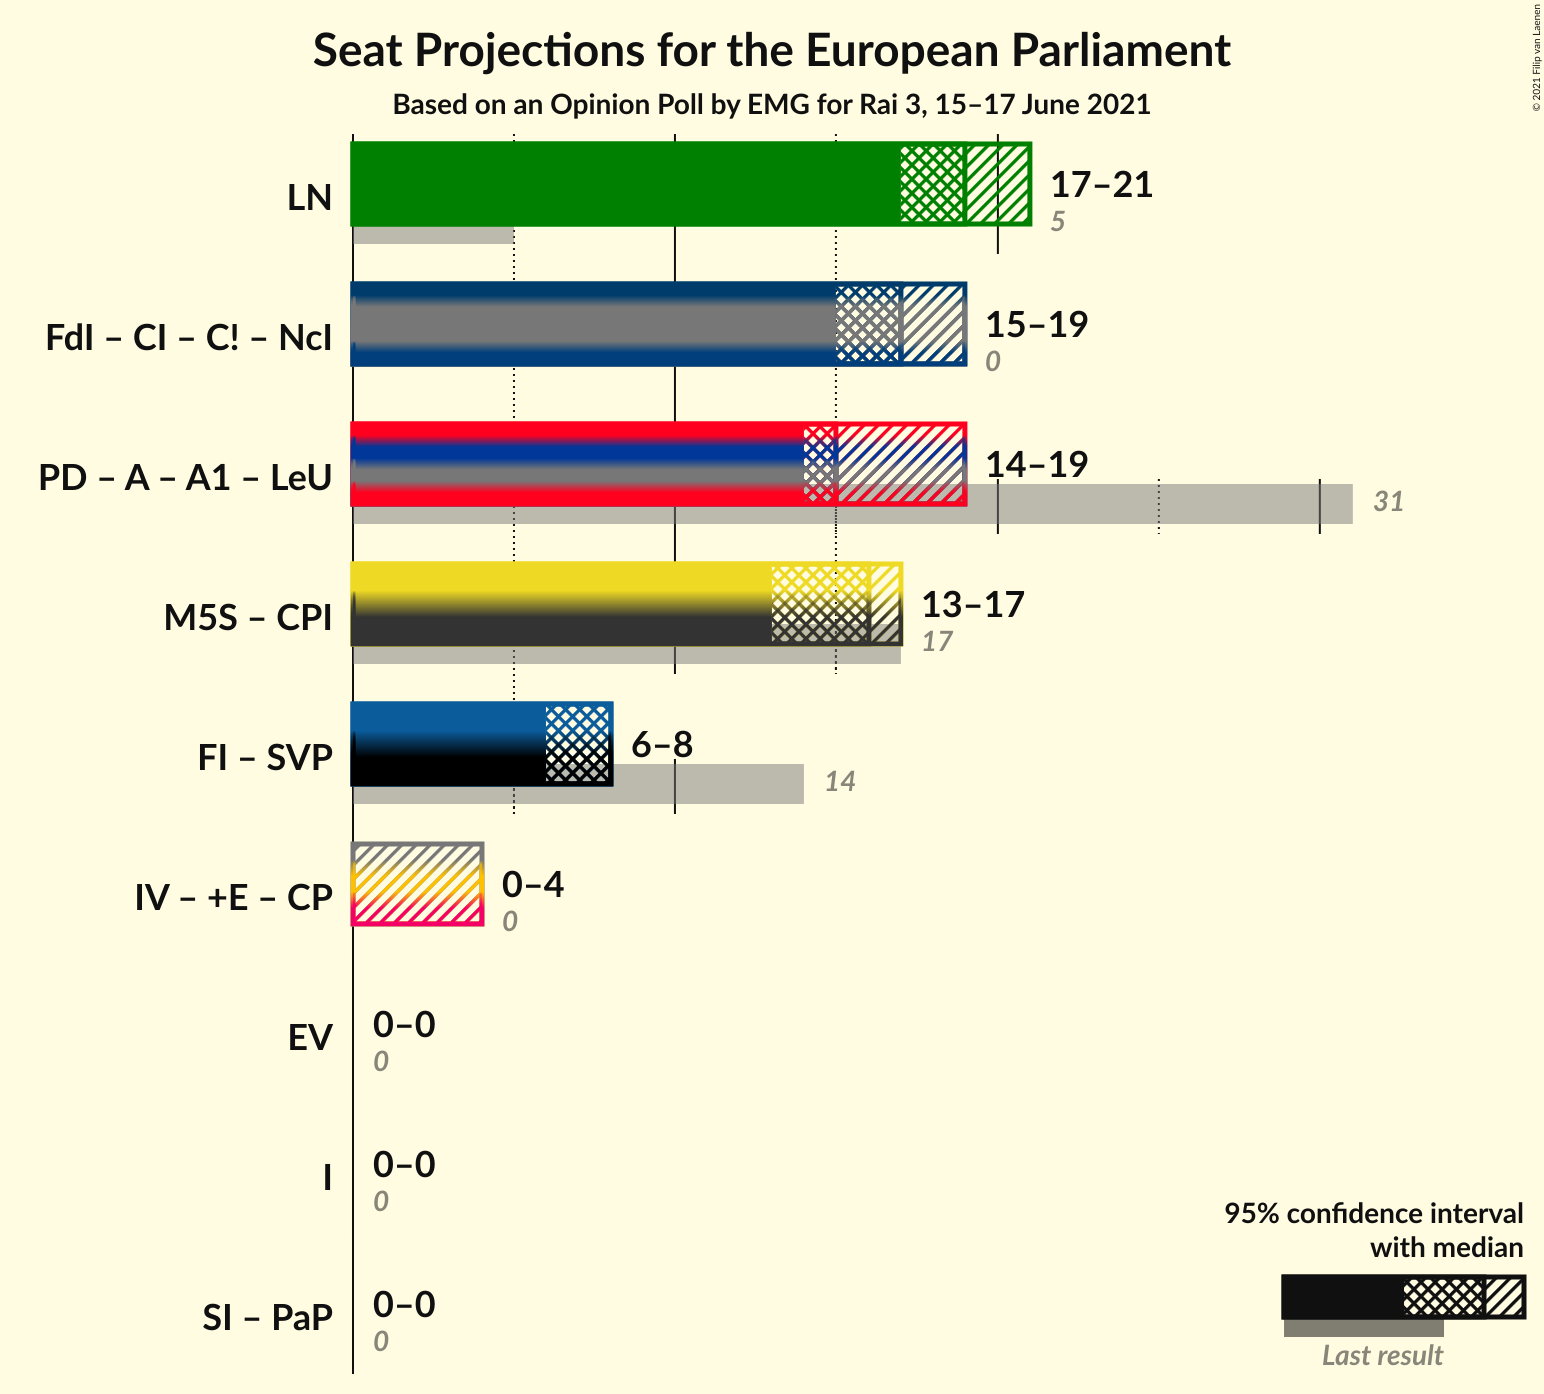 Seat Projections for the European Parliament
Based on an Opinion Poll by EMG for Rai 3, 15–17 June 2021
© 2021 Filip van Laenen
LN
17–21
5
FdI – CI – C! – NcI
15–19
0
PD – A – A1 – LeU
14–19
31
M5S – CPI
13–17
17
FI – SVP
6–8
14
IV – +E – CP
0–4
0
EV
0–0
0
I
0–0
0
SI – PaP
0–0
0
95% confidence interval
with median
Last result